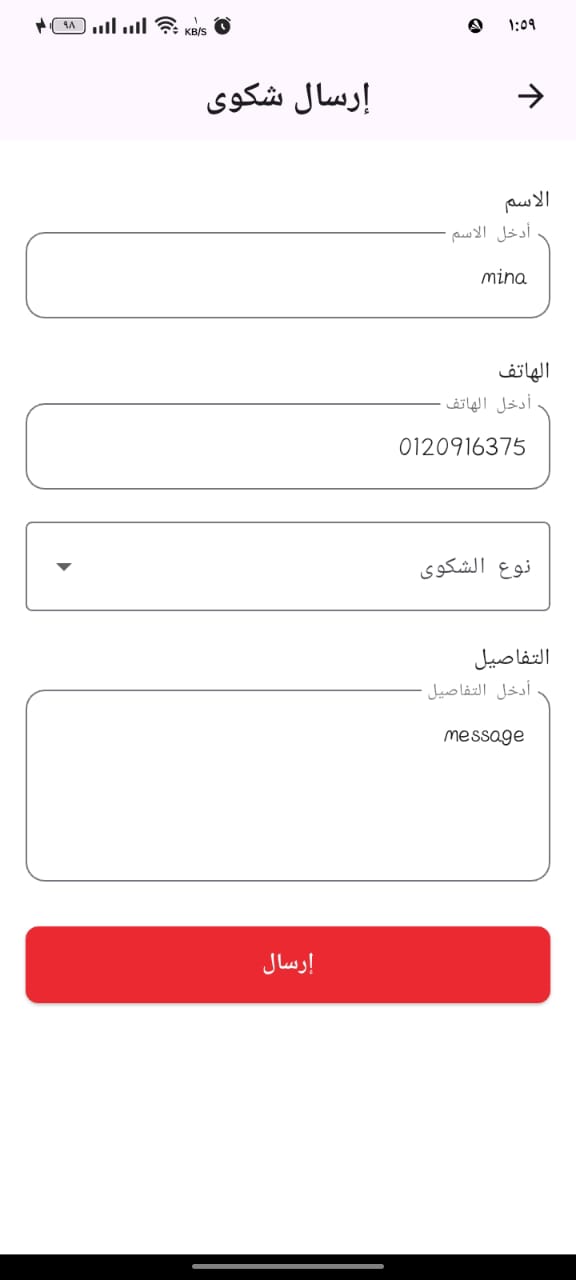 ١:٥٩ KB/S ٩٨
إرسال شكوى
الاسم
أدخل الاسم
mina
الهاتف
أدخل الهاتف
0120916375
نوع الشكوى
التفاصيل
أدخل التفاصيل
message
إرسال